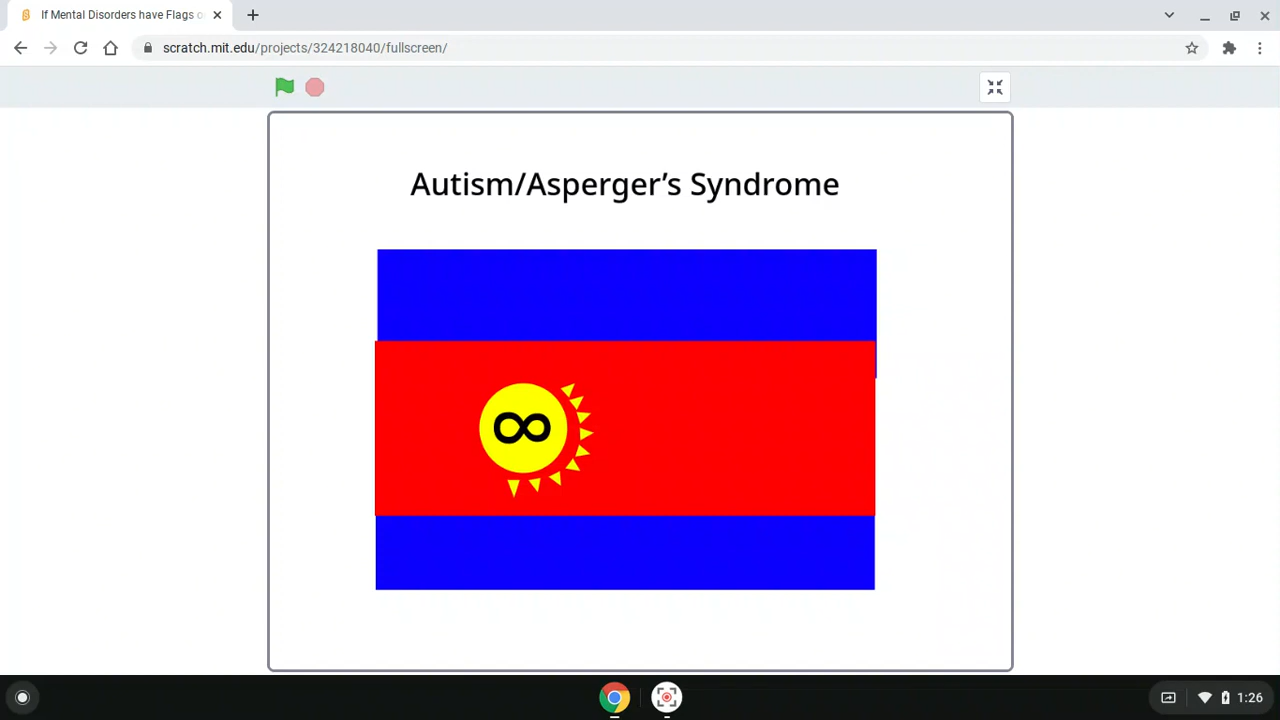 If Mental Disorders have Flags o
scratch.mit.edu/projects/324218040/fullscreen/
Autism/Asperger’s Syndrome
∞
1:26